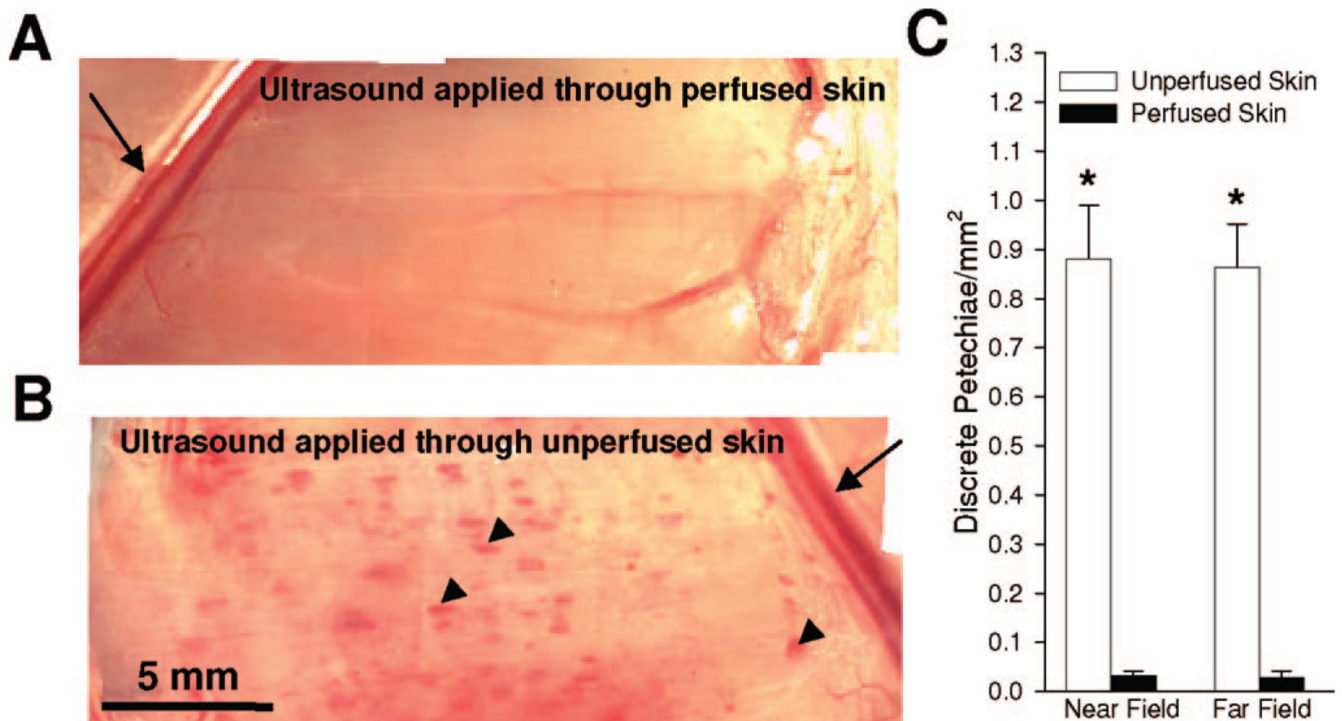 A
Ultrasound applied through perfused skin
B
Ultrasound applied through unperfused skin
5 mm
C
Discrete Petechiae/mm²
1.3
1.2
1.1
1.0
0.9
0.8
0.7
0.6
0.5
0.4
0.3
0.2
0.1
0.0
Unperfused Skin
Perfused Skin
*
*
Near Field
Far Field